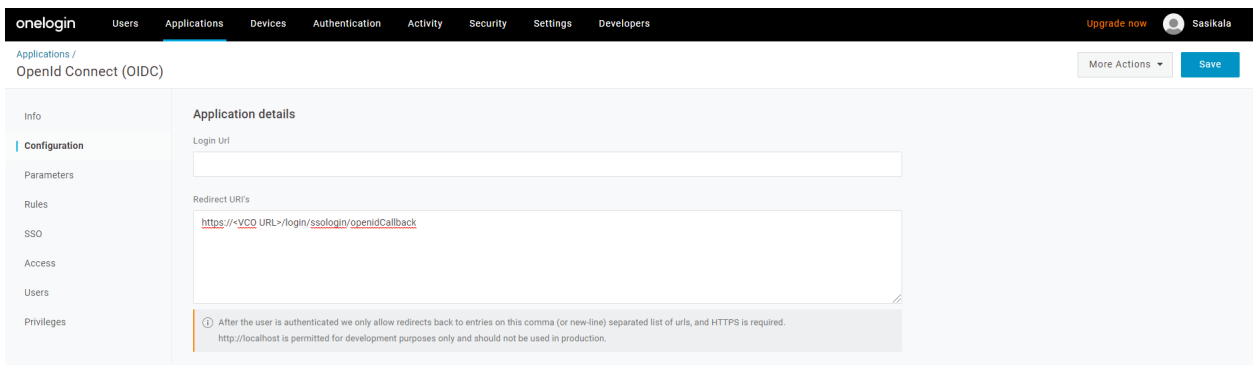 onelogin Users Applications Devices Authentication Activity Security Settings Developers Upgrade now Sasikala
Applications /
OpenId Connect (OIDC)
More Actions
Save
Info
Configuration
Parameters
Rules
SSO
Access
Users
Privileges
Application details
Login Url
Redirect URI's
https://<VCO URL>/login/ssologin/openidCallback
After the user is authenticated we only allow redirects back to entries on this comma (or new-line) separated list of urls, and HTTPS is required.
http://localhost is permitted for development purposes only and should not be used in production.